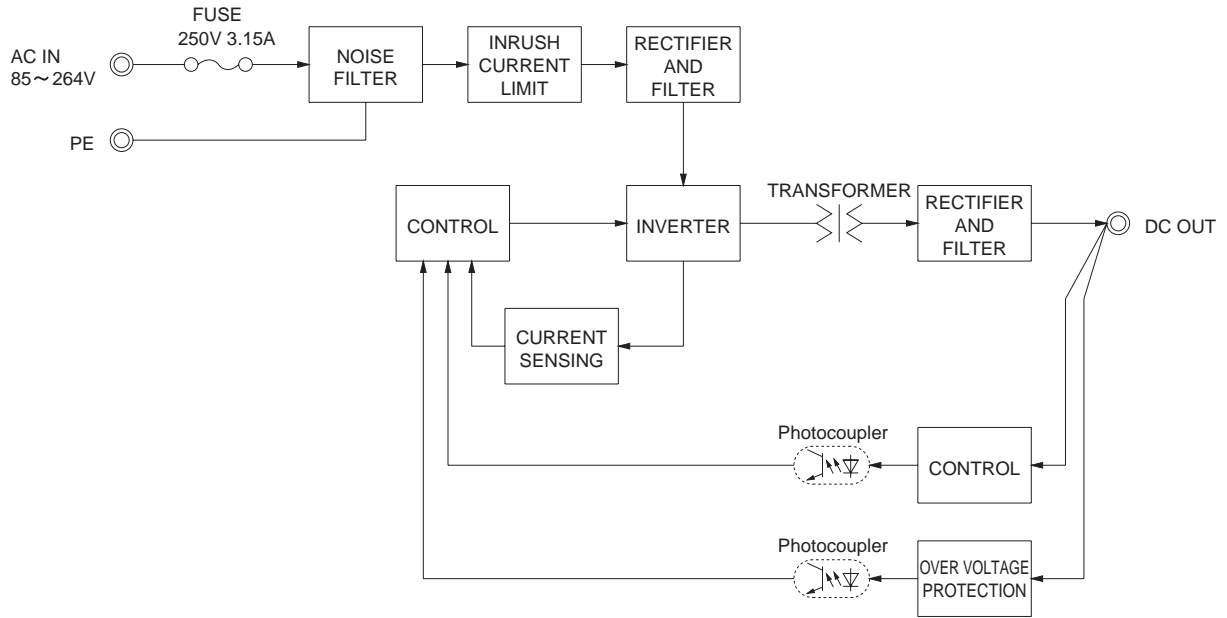 FUSE
250V 3.15A
AC IN
85～264V
NOISE
FILTER
INRUSH
CURRENT
LIMIT
RECTIFIER
AND
FILTER
PE
CONTROL
INVERTER
TRANSFORMER
RECTIFIER
AND
FILTER
DC OUT
CURRENT
SENSING
Photocoupler
CONTROL
Photocoupler
OVER VOLTAGE
PROTECTION